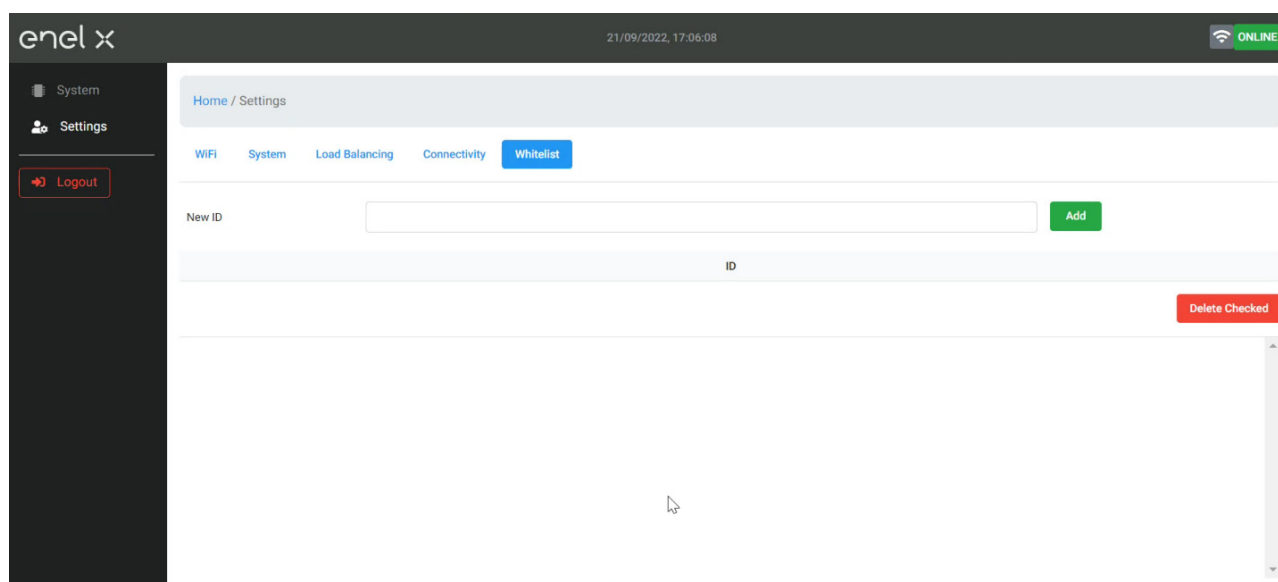 enel x
21/09/2022, 17:06:08
ONLINE
System
Settings
Logout
Home / Settings
WiFi System Load Balancing Connectivity Whitelist
New ID
Add
ID
Delete Checked